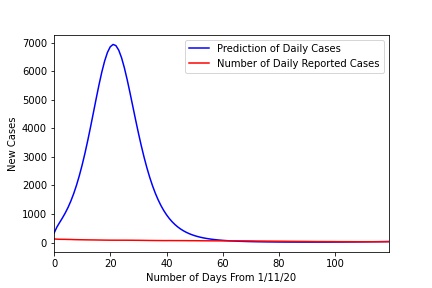 Prediction of Daily Cases
Number of Daily Reported Cases
7000
6000
5000
4000
3000
2000
1000
0
New Cases
0 20 40 60 80 100
Number of Days From 1/11/20